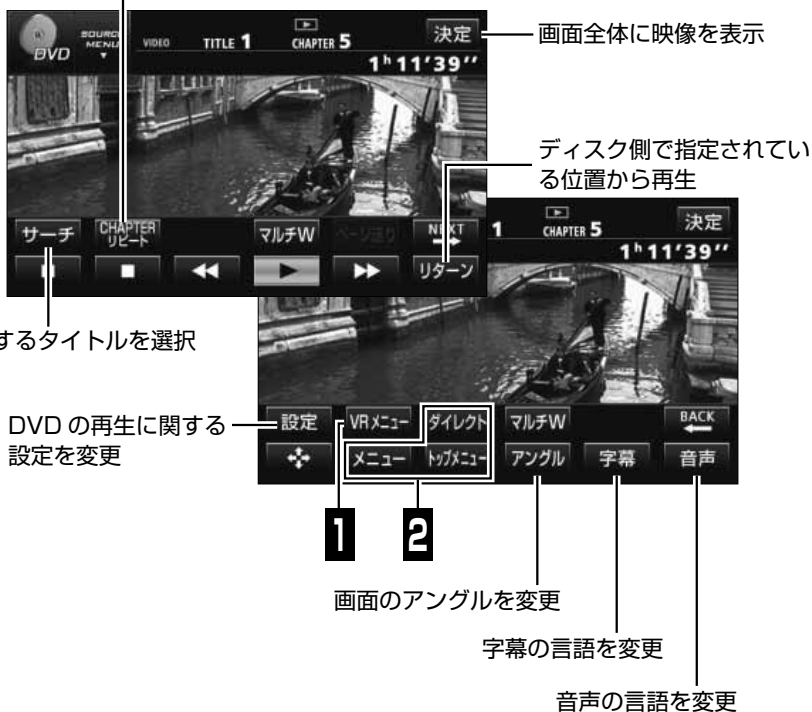 DVD
SOURCE
MENU
VIDEO
TITLE 1
CHAPTER 5
決定
1h11'39''
画面全体に映像を表示
ディスク側で指定されてい
る位置から再生
サーチ
CHAPTER
リピート
マルチW
ページ送り
NEXT
リターン
するタイトルを選択
1
CHAPTER 5
決定
1h11'39''
DVD の再生に関する
設定を変更
設定
VRメニュー
ダイレクト
マルチW
BACK
メニュー
トップメニュー
アングル
字幕
音声
1
2
画面のアングルを変更
字幕の言語を変更
音声の言語を変更